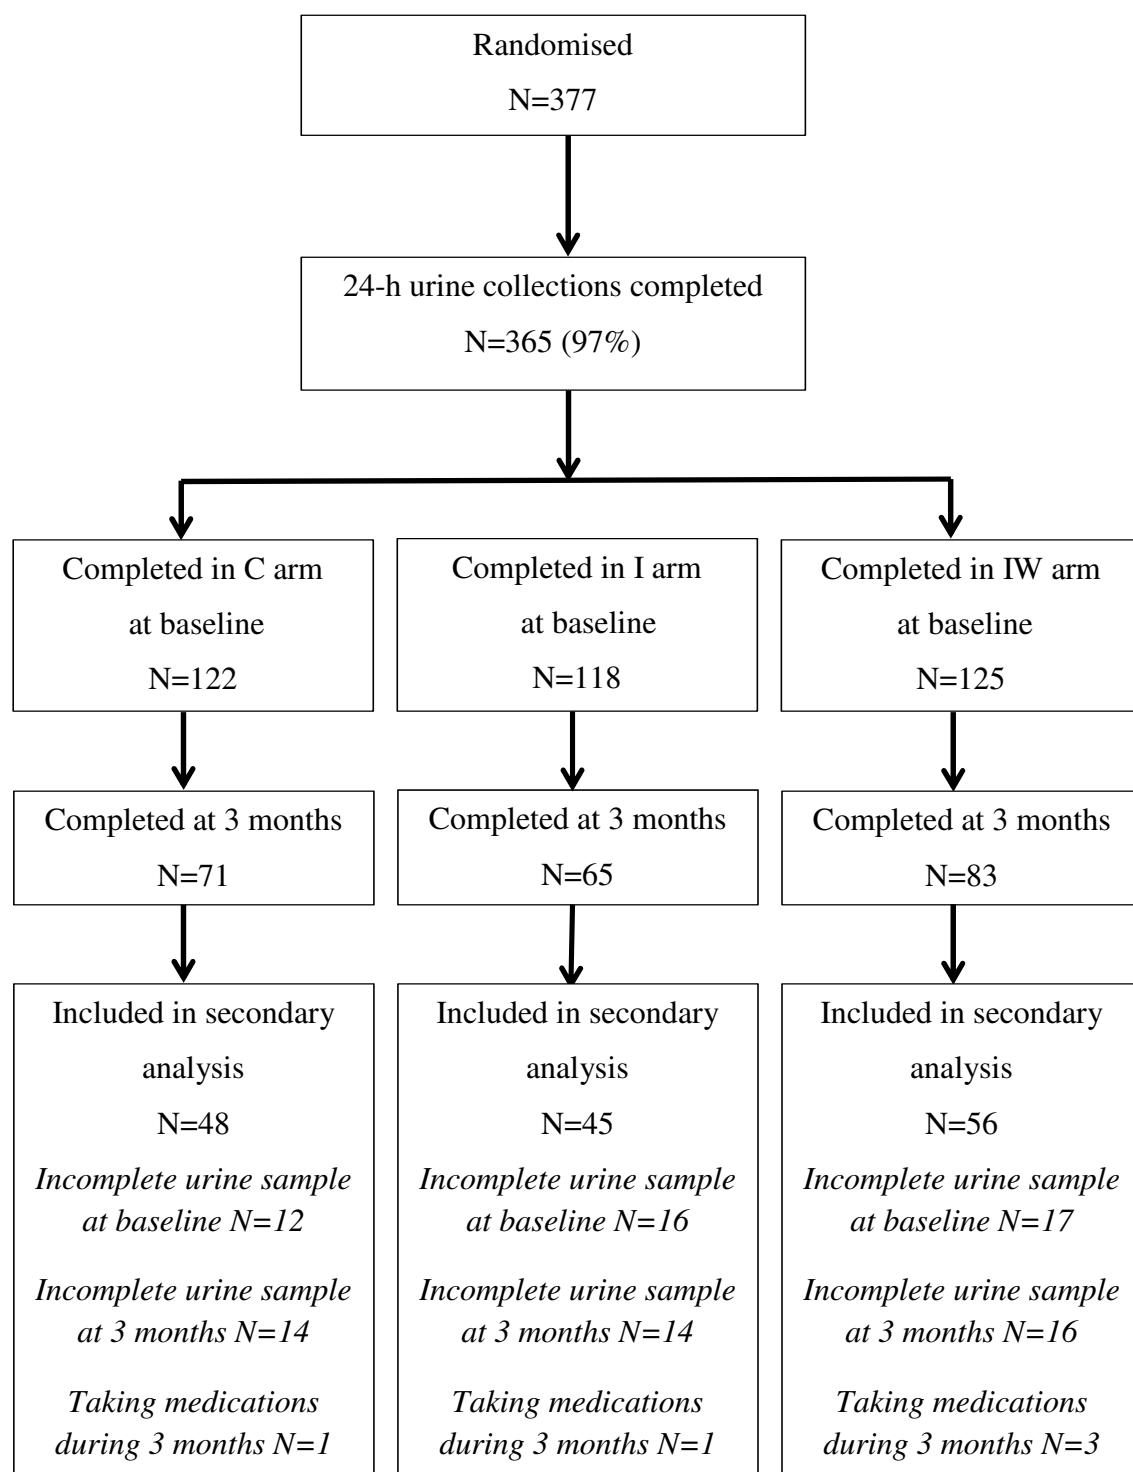 Randomised
N=377
24-h urine collections completed
N=365 (97%)
Completed in C arm
at baseline
N=122
Completed in I arm
at baseline
N=118
Completed in IW arm
at baseline
N=125
Completed at 3 months
N=71
Completed at 3 months
N=65
Completed at 3 months
N=83
Included in secondary
analysis
N=48
Incomplete urine sample
at baseline N=12
Incomplete urine sample
at 3 months N=14
Taking medications
during 3 months N=1
Included in secondary
analysis
N=45
Incomplete urine sample
at baseline N=16
Incomplete urine sample
at 3 months N=14
Taking medications
during 3 months N=1
Included in secondary
analysis
N=56
Incomplete urine sample
at baseline N=17
Incomplete urine sample
at 3 months N=16
Taking medications
during 3 months N=3